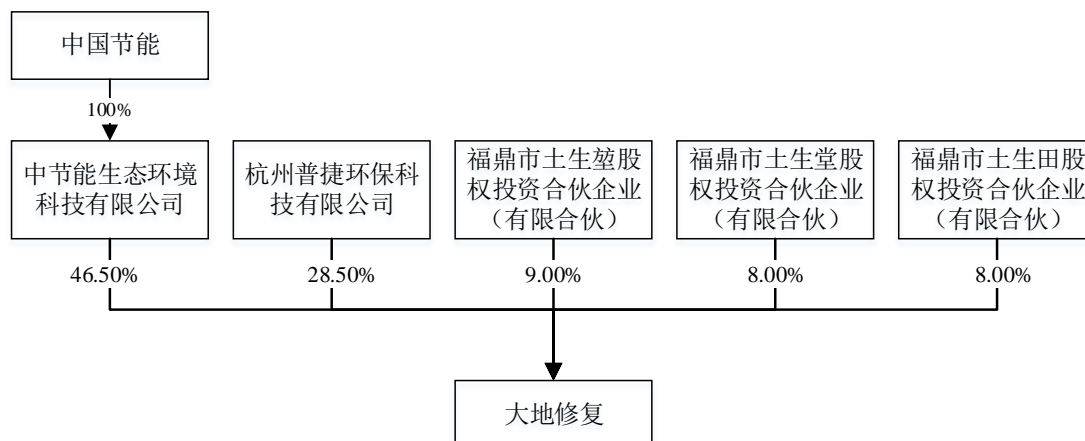 中国节能
100%
中节能生态环境
科技有限公司
杭州普捷环保科
技有限公司
福鼎市土生堃股
权投资合伙企业
（有限合伙）
福鼎市土生堂股
权投资合伙企业
（有限合伙）
福鼎市土生田股
权投资合伙企业
（有限合伙）
46.50%
28.50%
9.00%
8.00%
8.00%
大地修复